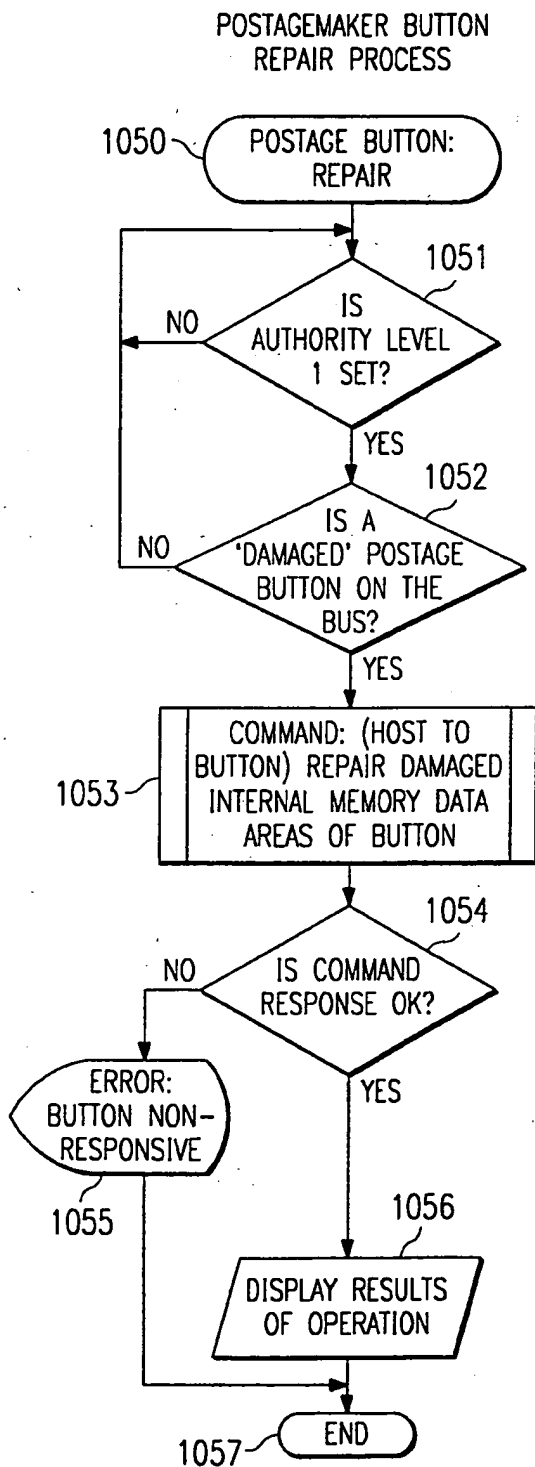 POSTAGEMAKER BUTTON
REPAIR PROCESS
1050
POSTAGE BUTTON:
REPAIR
1051
IS
AUTHORITY LEVEL
1 SET?
NO
YES
1052
IS A
'DAMAGED' POSTAGE
BUTTON ON THE
BUS?
NO
YES
1053
COMMAND: (HOST TO
BUTTON) REPAIR DAMAGED
INTERNAL MEMORY DATA
AREAS OF BUTTON
1054
IS COMMAND
RESPONSE OK?
NO
YES
ERROR:
BUTTON NON-
RESPONSIVE
1055
1056
DISPLAY RESULTS
OF OPERATION
END
1057